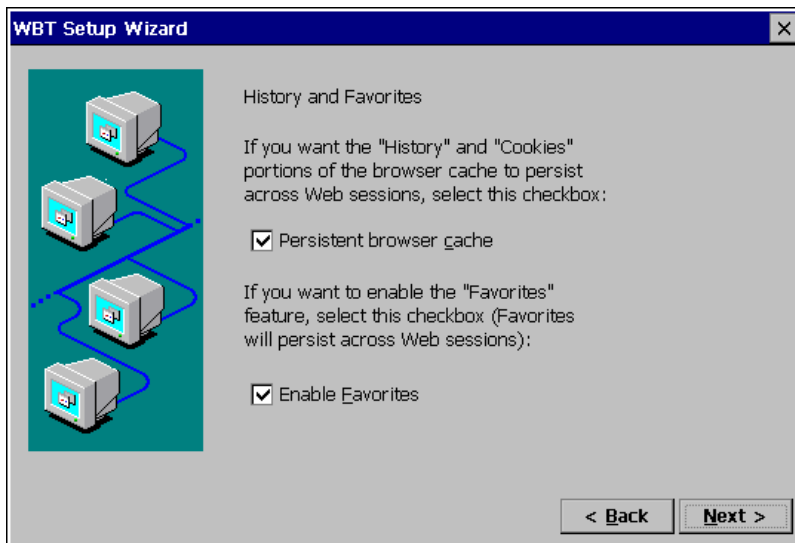 WBT Setup Wizard
History and Favorites
If you want the "History" and "Cookies"
portions of the browser cache to persist
across Web sessions, select this checkbox:
Persistent browser cache
If you want to enable the "Favorites"
feature, select this checkbox (Favorites
will persist across Web sessions):
Enable Favorites
< Back Next >